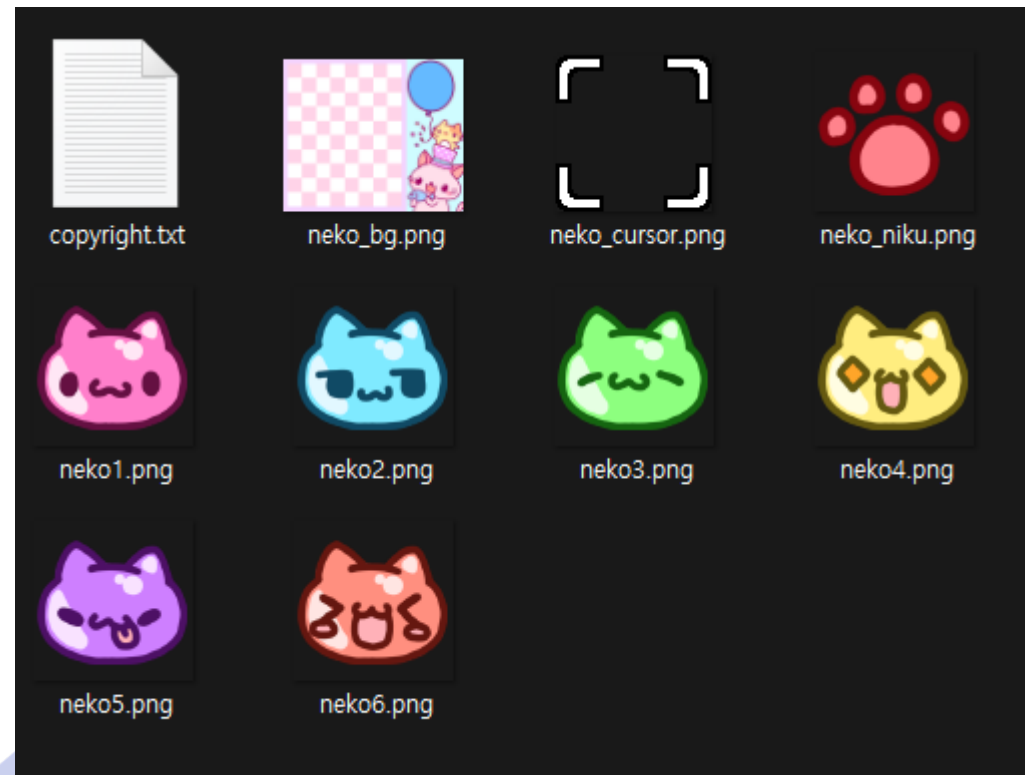 copyright.txt
neko_bg.png
neko_cursor.png
neko_niku.png
neko1.png
neko2.png
neko3.png
neko4.png
neko5.png
neko6.png